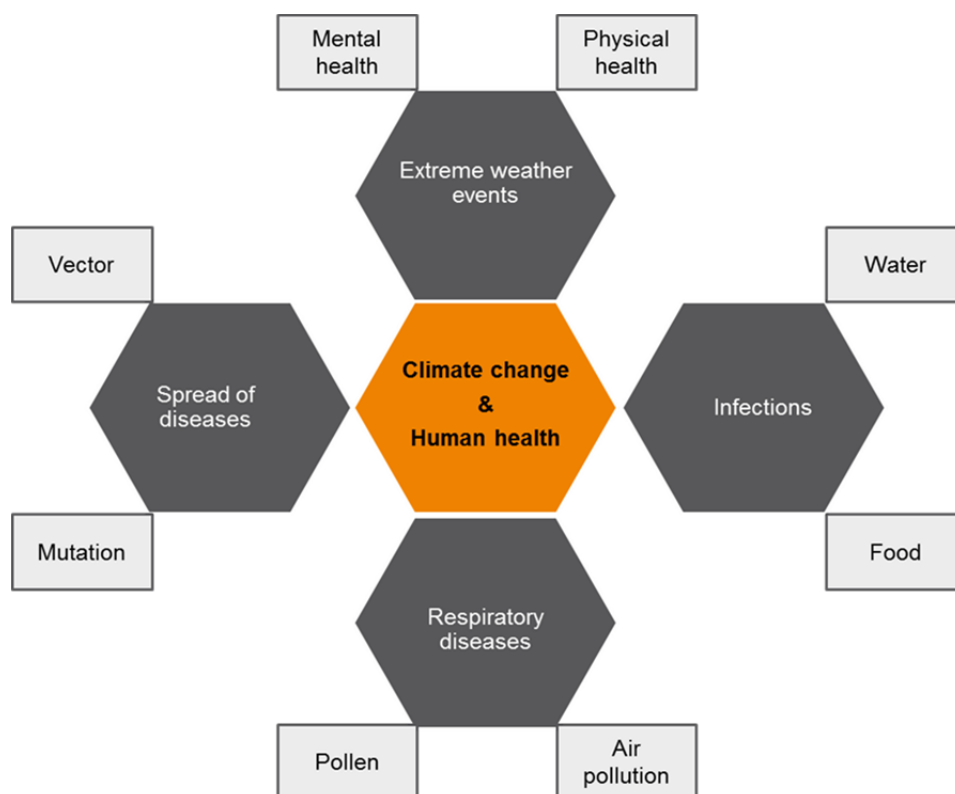 Mental
health
Physical
health
Extreme weather
events
Vector
Water
Spread of
diseases
Climate change
&
Human health
Infections
Mutation
Food
Respiratory
diseases
Pollen
Air
pollution